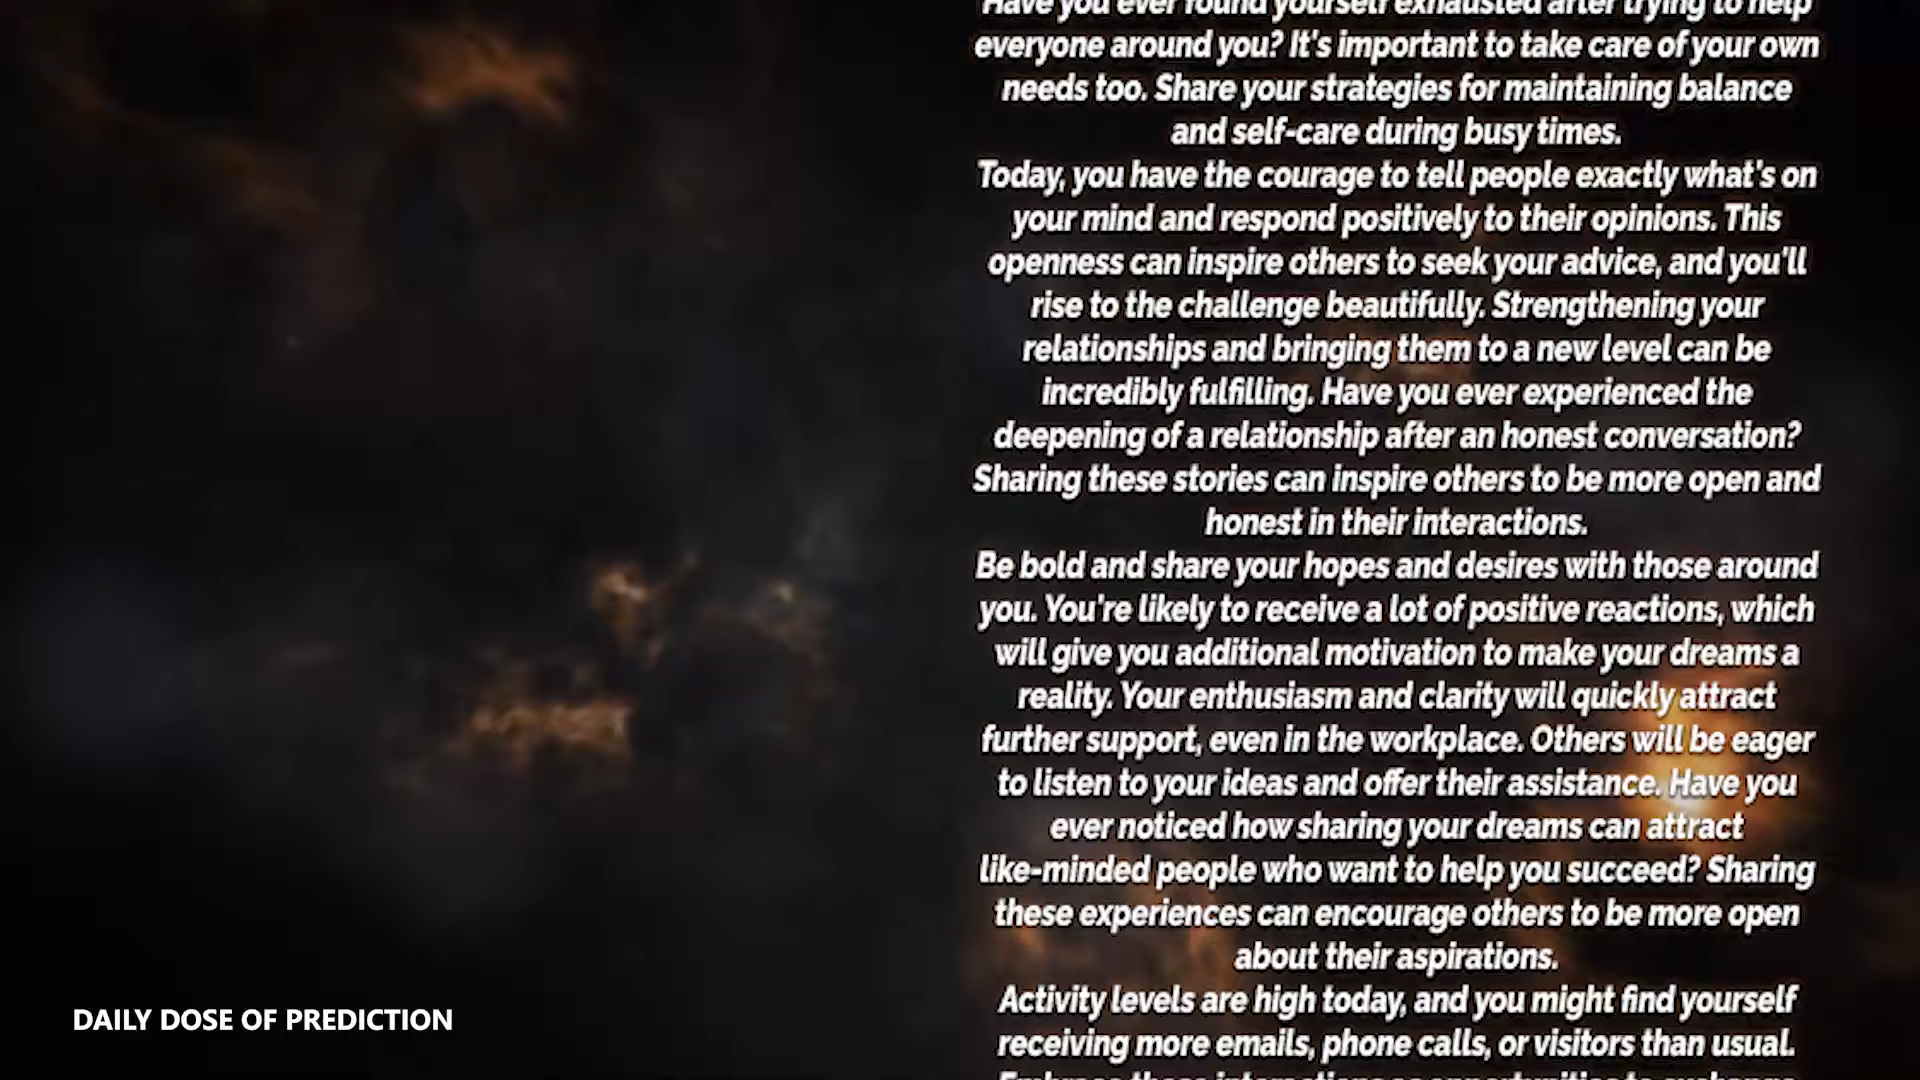 Have you ever found yourself exhausted after trying to help
everyone around you? It's important to take care of your own
needs too. Share your strategies for maintaining balance
and self-care during busy times.
Today, you have the courage to tell people exactly what's on
your mind and respond positively to their opinions. This
openness can inspire others to seek your advice, and you'll
rise to the challenge beautifully. Strengthening your
relationships and bringing them to a new level can be
incredibly fulfilling. Have you ever experienced the
deepening of a relationship after an honest conversation?
Sharing these stories can inspire others to be more open and
honest in their interactions.
Be bold and share your hopes and desires with those around
you. You're likely to receive a lot of positive reactions, which
will give you additional motivation to make your dreams a
reality. Your enthusiasm and clarity will quickly attract
further support, even in the workplace. Others will be eager
to listen to your ideas and offer their assistance. Have you
ever noticed how sharing your dreams can attract
like-minded people who want to help you succeed? Sharing
these experiences can encourage others to be more open
about their aspirations.
Activity levels are high today, and you might find yourself
receiving more emails, phone calls, or visitors than usual.
DAILY DOSE OF PREDICTION